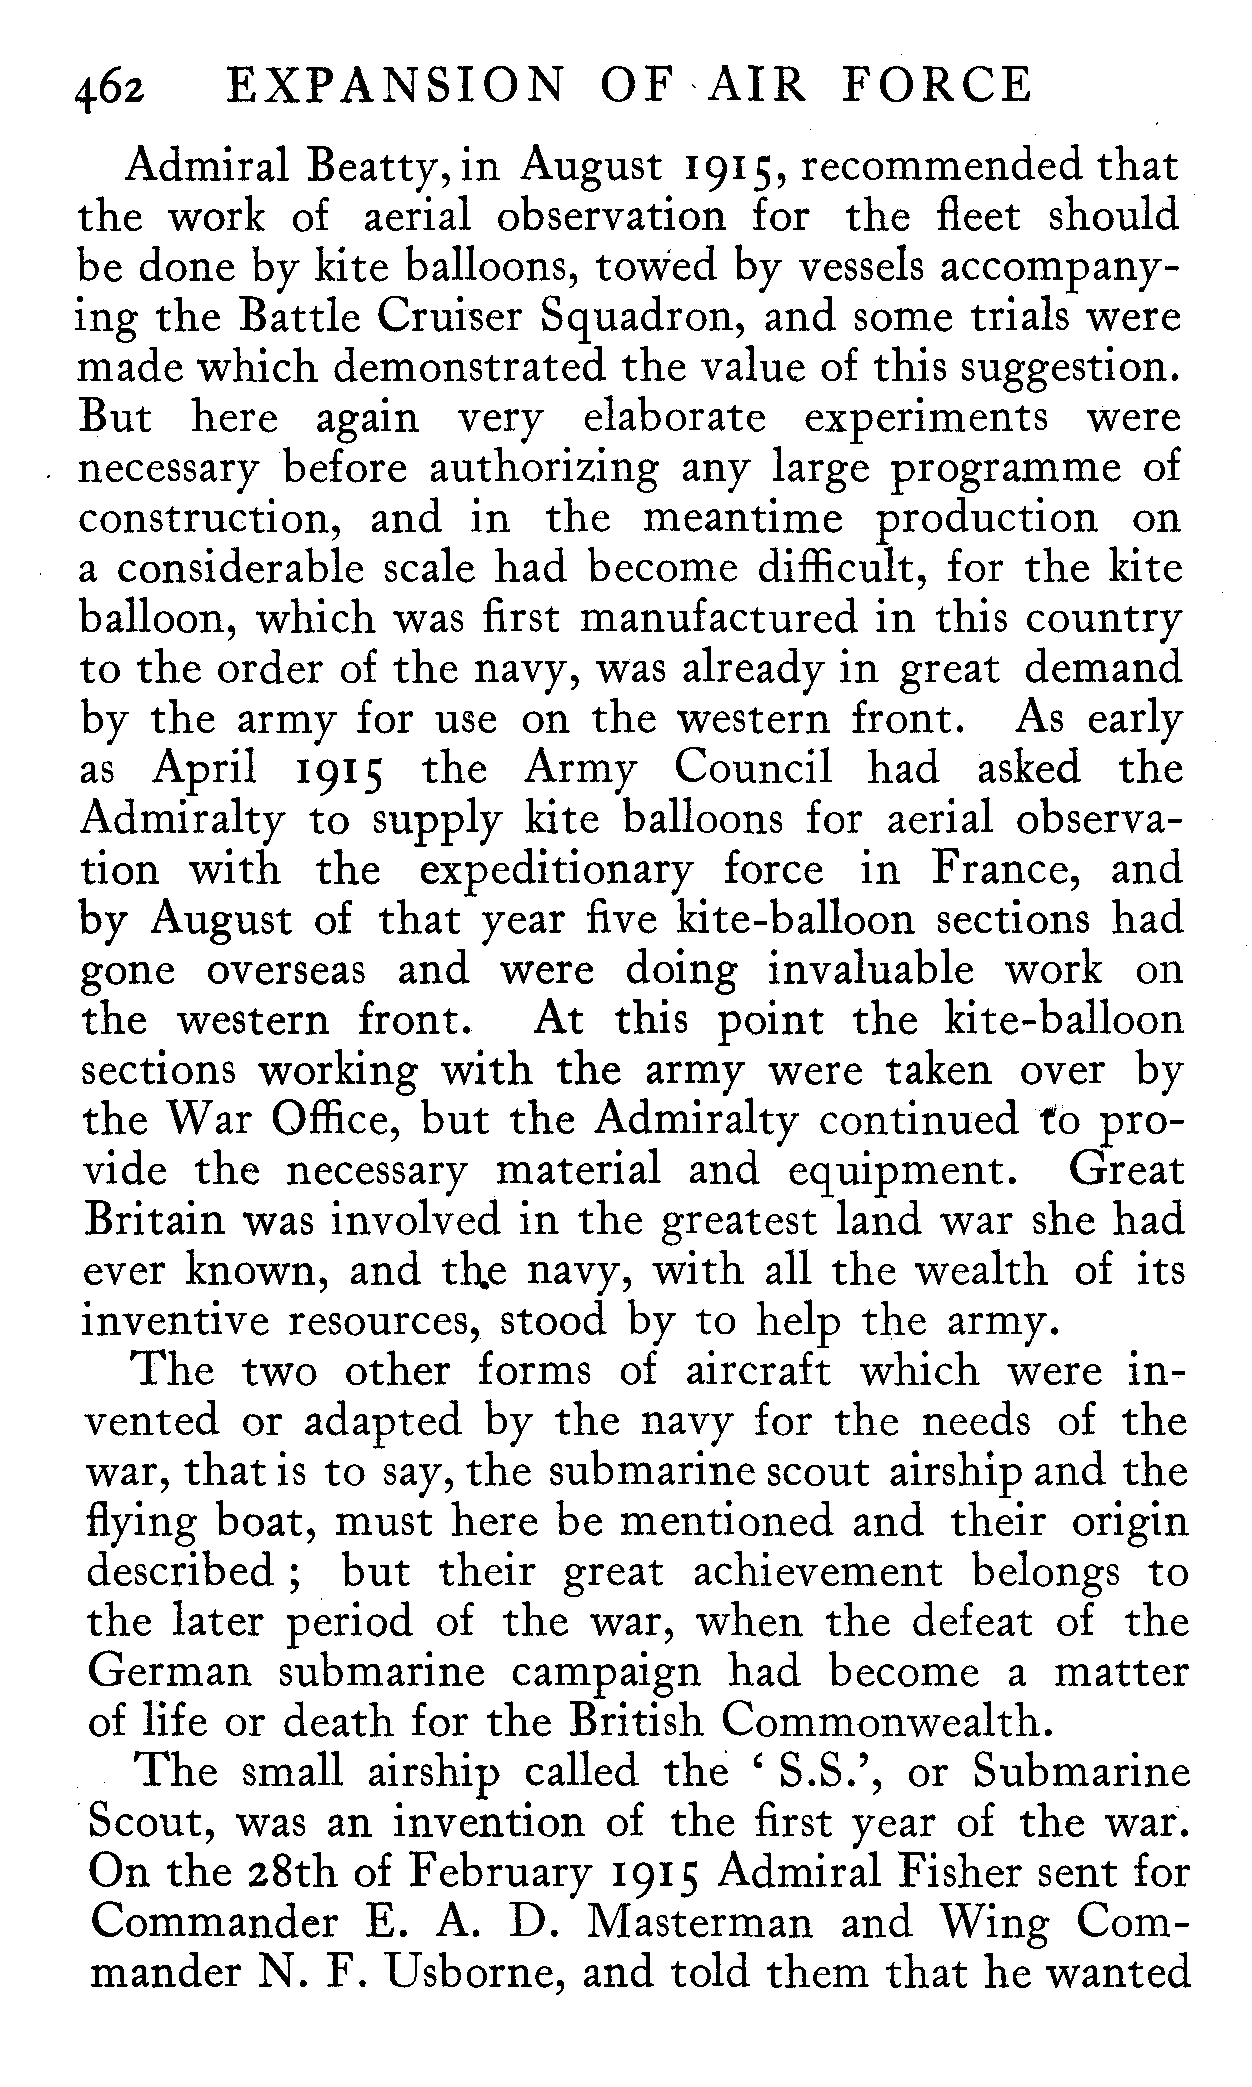 462 EXPANSION OF AIR FORCE
Admiral Beatty, in August 1915, recommended that
the work of aerial observation for the fleet should
be done by kite balloons, towed by vessels accompany-
ing the Battle Cruiser Squadron, and some trials were
made which demonstrated the value of this suggestion.
But here again very elaborate experiments were
necessary before authorizing any large programme of
construction, and in the meantime production on
a considerable scale had become difficult, for the kite
balloon, which was first manufactured in this country
to the order of the navy, was already in great demand
by the army for use on the western front. As early
as April 1915 the Army Council had asked the
Admiralty to supply kite balloons for aerial observa-
tion with the expeditionary force in France, and
by August of that year five kite-balloon sections had
gone overseas and were doing invaluable work on
the western front. At this point the kite-balloon
sections working with the army were taken over by
the War Office, but the Admiralty continued to pro-
vide the necessary material and equipment. Great
Britain was involved in the greatest land war she had
ever known, and the navy, with all the wealth of its
inventive resources, stood by to help the army.
The two other forms of aircraft which were in-
vented or adapted by the navy for the needs of the
war, that is to say, the submarine scout airship and the
flying boat, must here be mentioned and their origin
described ; but their great achievement belongs to
the later period of the war, when the defeat of the
German submarine campaign had become a matter
of life or death for the British Commonwealth.
The small airship called the ‘ S.S.’, or Submarine
Scout, was an invention of the first year of the war.
On the 28th of February 1915 Admiral Fisher sent for
Commander E. A. D. Masterman and Wing Com-
mander N. F. Usborne, and told them that he wanted